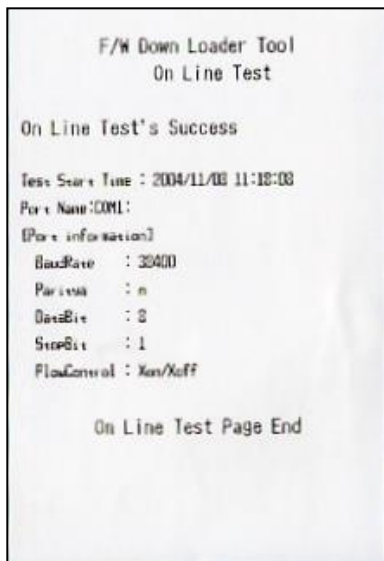 F/W Down Loader Tool
On Line Test
On Line Test's Success
Test Start Time : 2004/11/08 11:18:08
Port Name:COM1:
[Port information]
BaudRate : 38400
: n
DataBit : 8
StopBit : 1
FlowControl : Xon/Xoff
On Line Test Page End